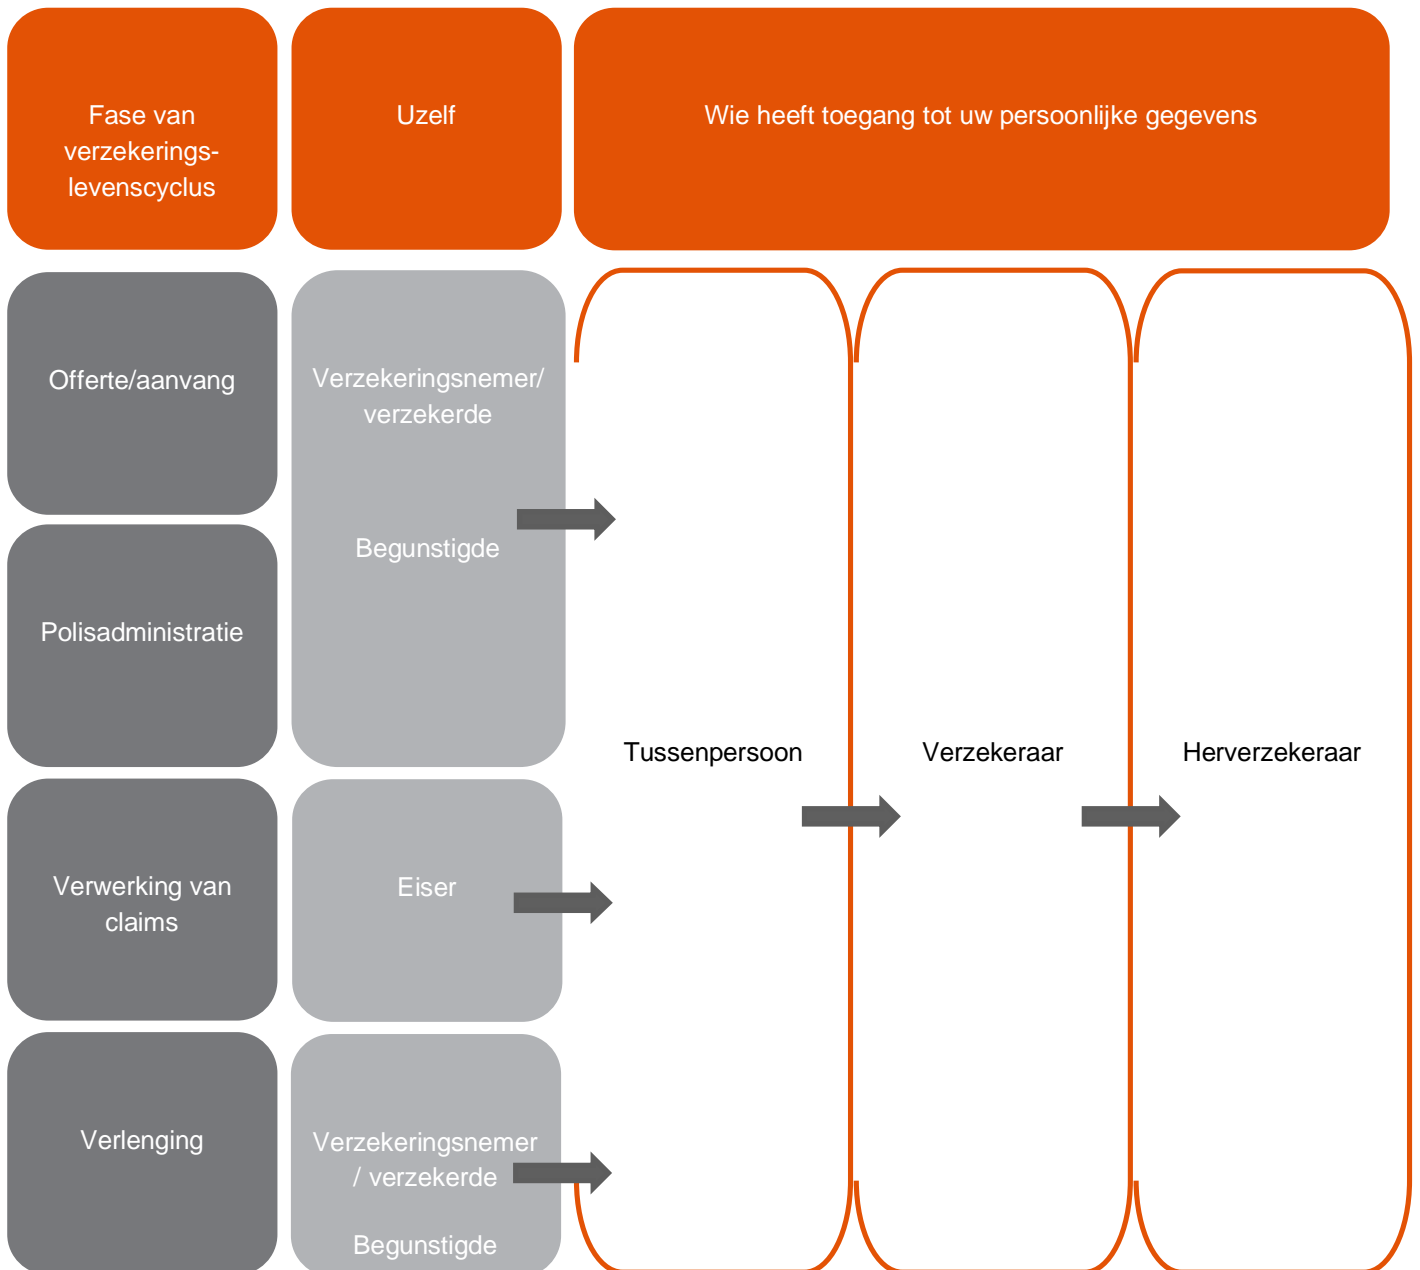 Fase van
verzekerings-
levenscyclus
Uzelf
Wie heeft toegang tot uw persoonlijke gegevens
Offerte/aanvang
Verzekeringsnemer/
verzekerde
Begunstigde
Polisadministratie
Tussenpersoon
Verzekeraar
Herverzekeraar
Verwerking van
claims
Eiser
Verlenging
Verzekeringsnemer
/ verzekerde
Begunstigde